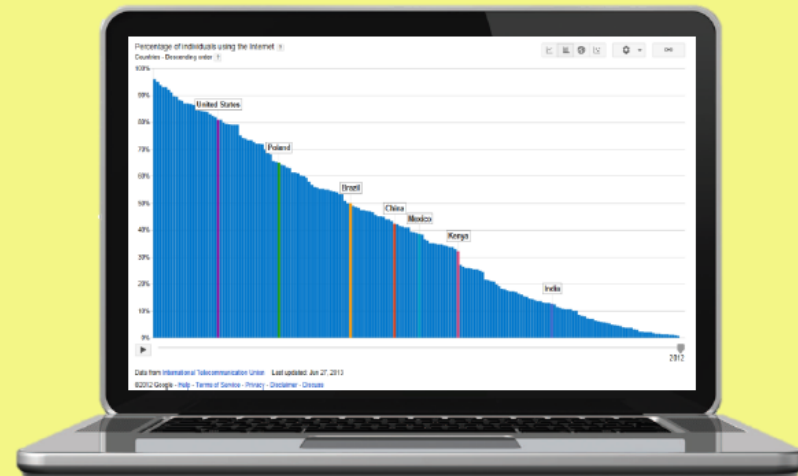 Percentage of individuals using the Internet ?
Countries - Descending order ?
100%
90%
80%
70%
60%
50%
40%
30%
20%
10%
0%
United States
Poland
Brazil
China
Mexico
Kenya
India
2012
Data from International Telecommunication Union Last updated: Jun 27, 2013
©2012 Google - Help - Terms of Service - Privacy - Disclaimer - Discuss